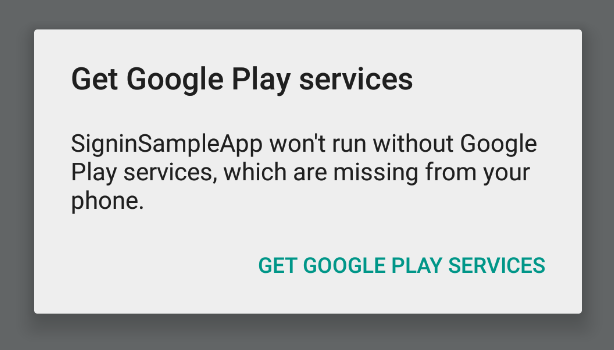 Get Google Play services
SigninSampleApp won't run without Google
Play services, which are missing from your
phone.
GET GOOGLE PLAY SERVICES